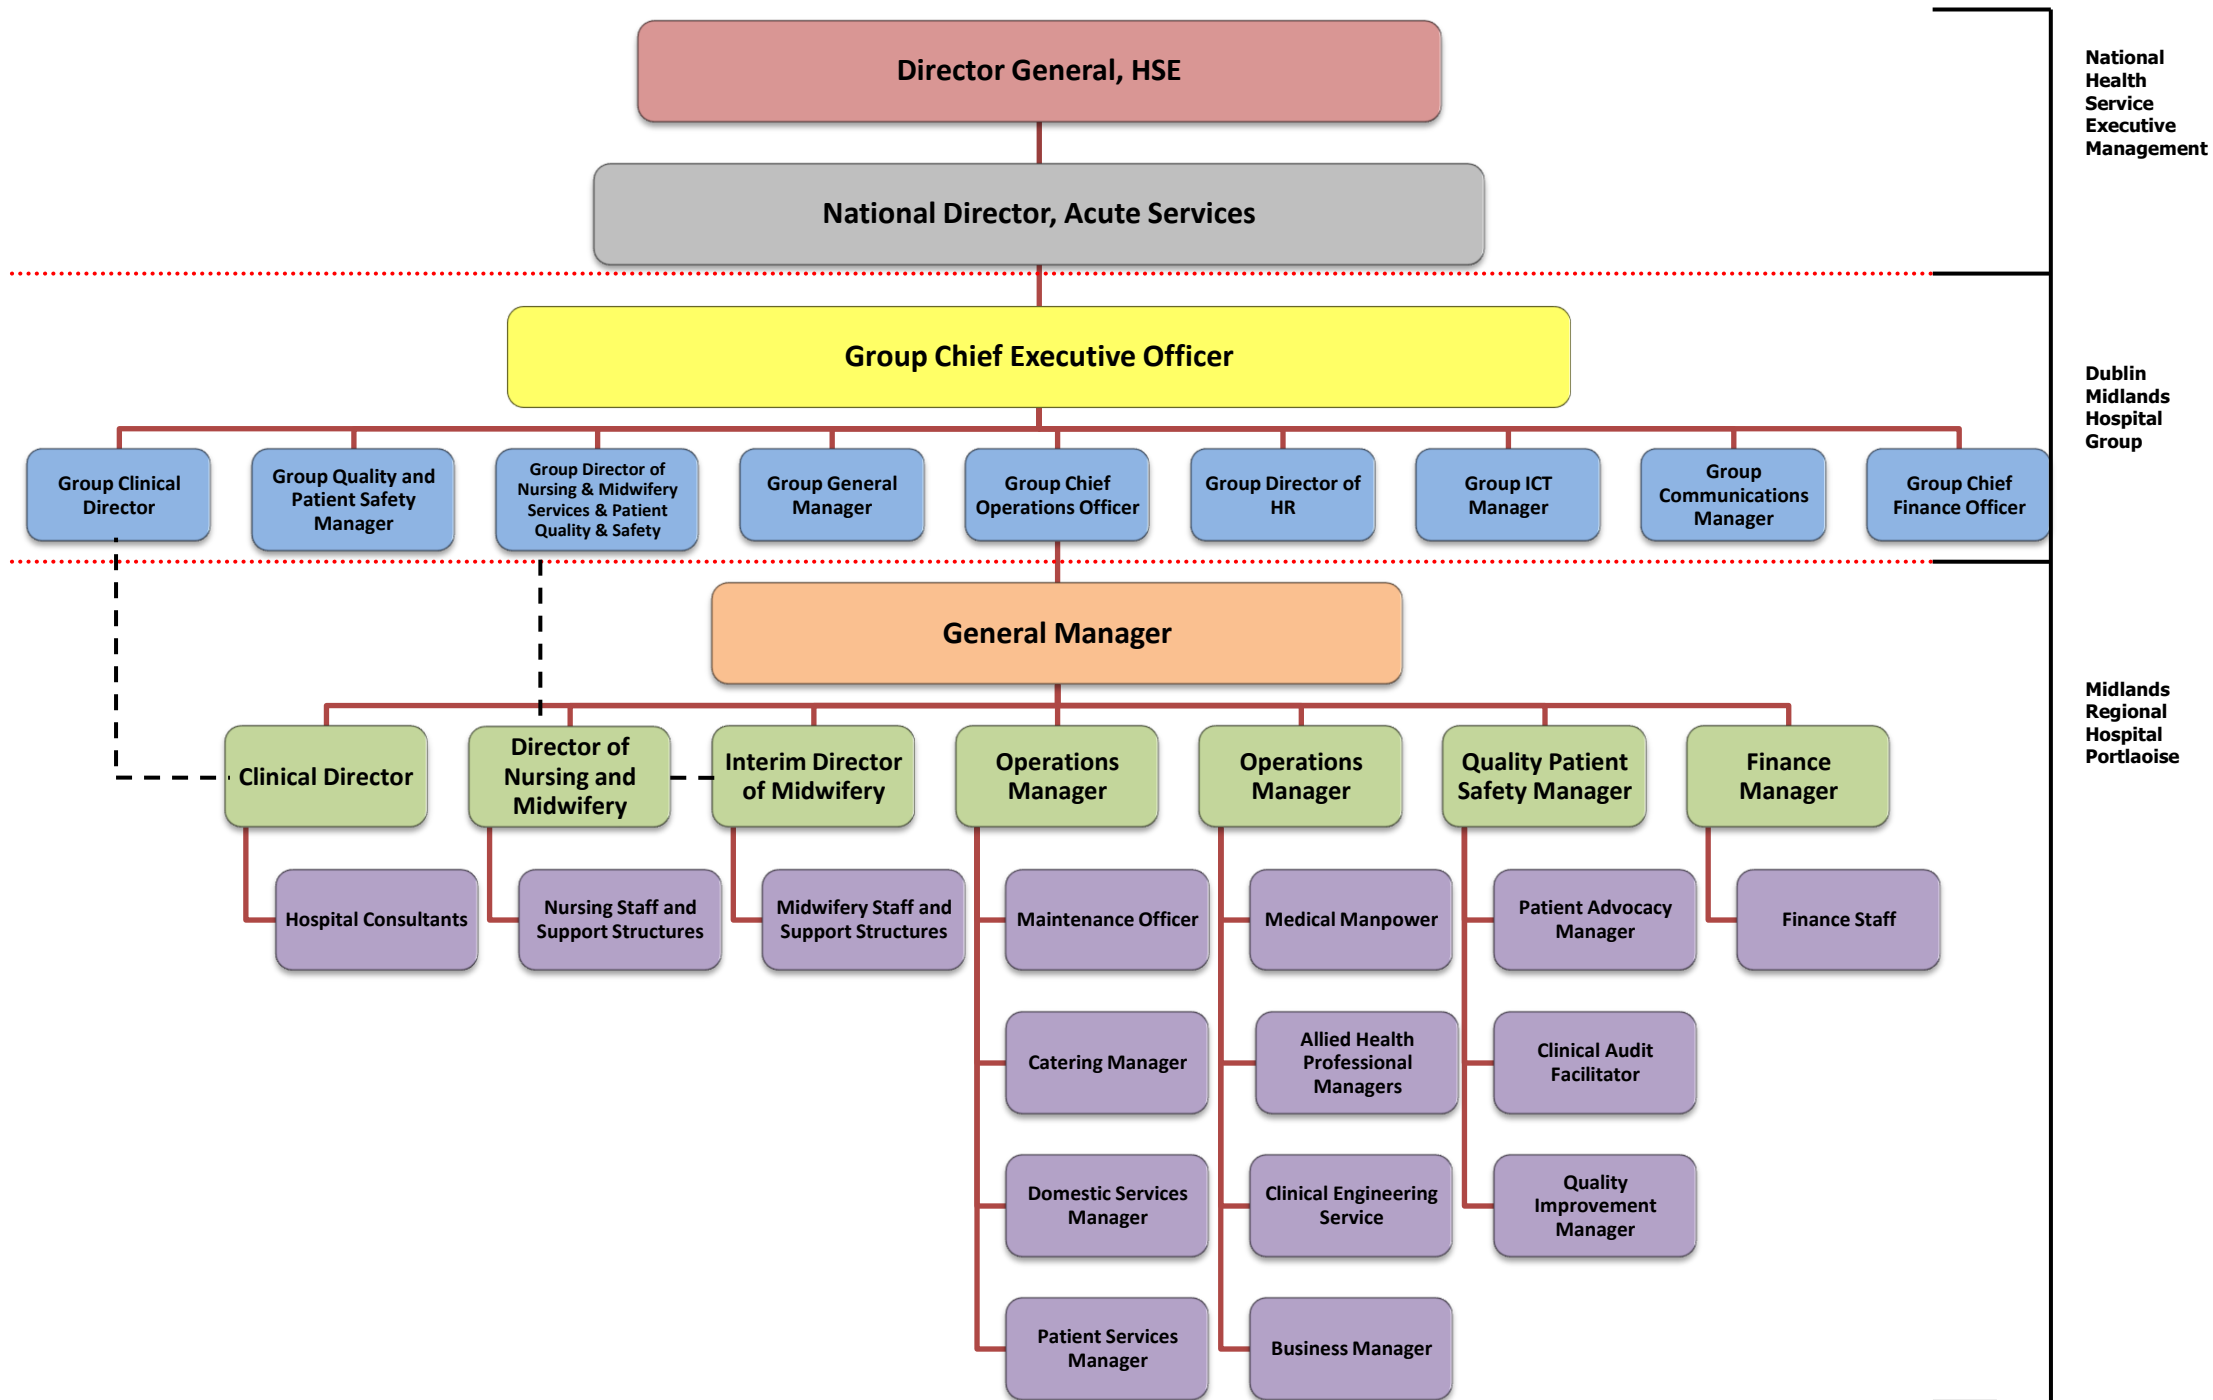 Director General, HSE
National
Health
Service
Executive
Management
National Director, Acute Services
Group Chief Executive Officer
Dublin
Midlands
Hospital
Group
Group Clinical
Director
Group Quality and
Patient Safety
Manager
Group Director of
Nursing & Midwifery
Services & Patient
Quality & Safety
Group General
Manager
Group Chief
Operations Officer
Group Director of
HR
Group ICT
Manager
Group
Communications
Manager
Group Chief
Finance Officer
General Manager
Midlands
Regional
Hospital
Portlaoise
Clinical Director
Director of
Nursing and
Midwifery
Interim Director
of Midwifery
Operations
Manager
Operations
Manager
Quality Patient
Safety Manager
Finance
Manager
Hospital Consultants
Nursing Staff and
Support Structures
Midwifery Staff and
Support Structures
Maintenance Officer
Medical Manpower
Patient Advocacy
Manager
Finance Staff
Catering Manager
Allied Health
Professional
Managers
Clinical Audit
Facilitator
Domestic Services
Manager
Clinical Engineering
Service
Quality
Improvement
Manager
Patient Services
Manager
Business Manager